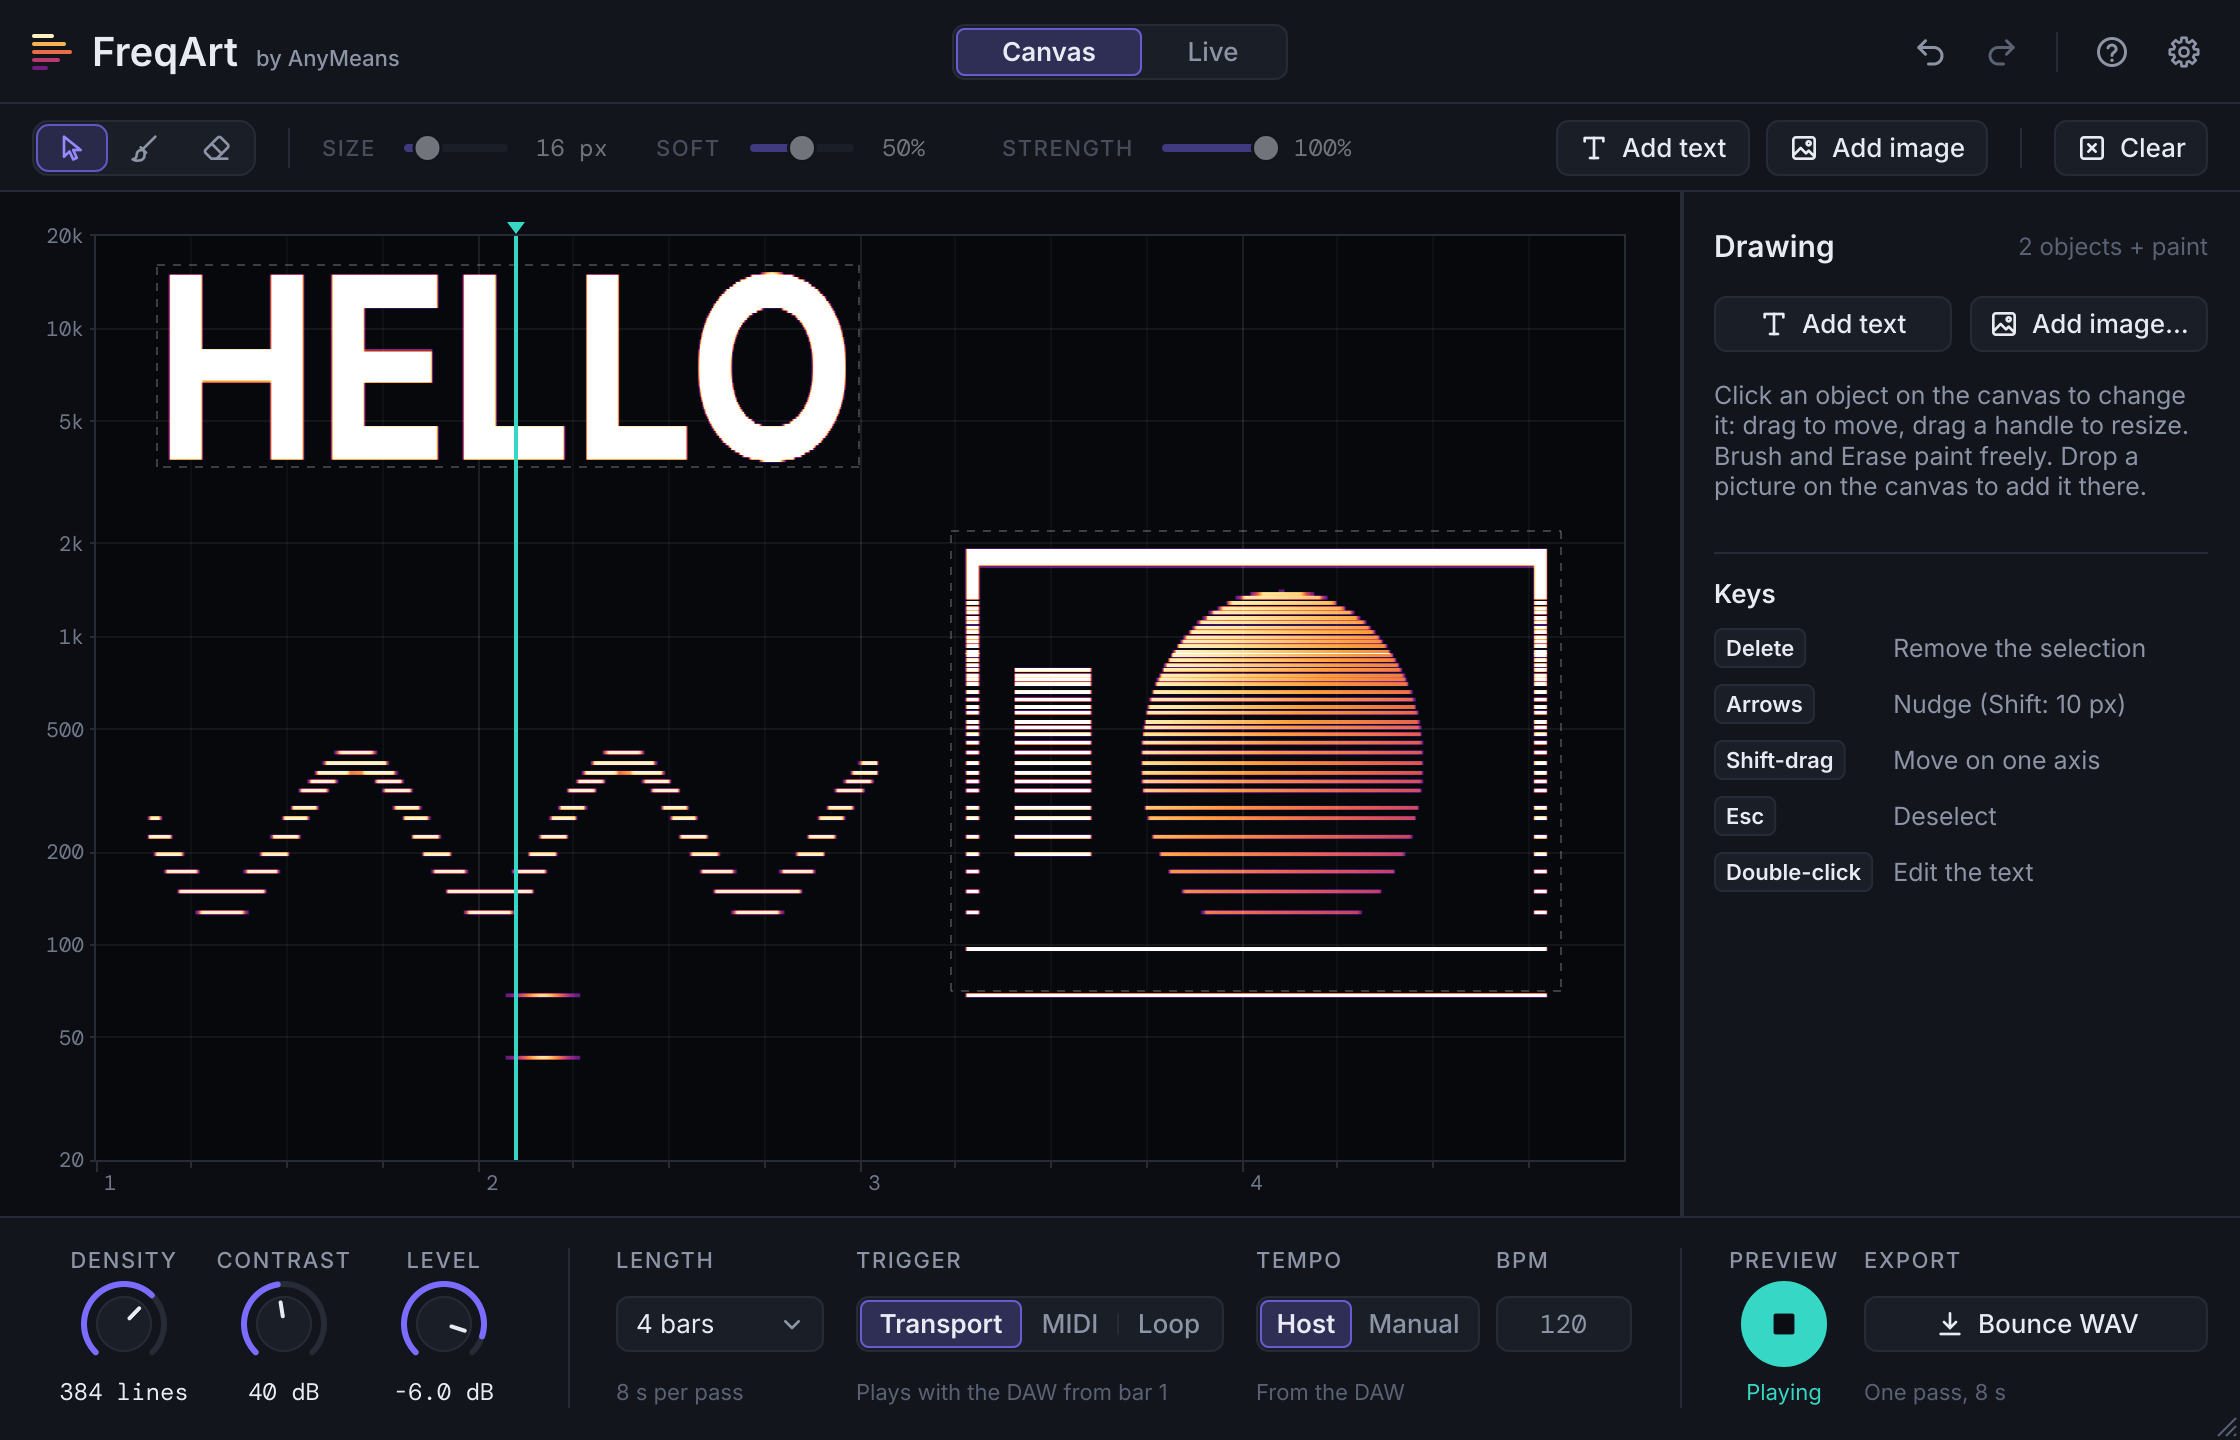 FreqArt by AnyMeans
Canvas Live
SIZE 16 px SOFT 50% STRENGTH 100%
Add text Add image Clear
20k
10k
5k
2k
1k
500
200
100
50
20
1 2 3 4
HELLO
Drawing 2 objects + paint
Add text Add image...
Click an object on the canvas to change
it: drag to move, drag a handle to resize.
Brush and Erase paint freely. Drop a
picture on the canvas to add it there.
Keys
Delete Remove the selection
Arrows Nudge (Shift: 10 px)
Shift-drag Move on one axis
Esc Deselect
Double-click Edit the text
DENSITY CONTRAST LEVEL LENGTH TRIGGER TEMPO BPM PREVIEW EXPORT
4 bars Transport MIDI Loop Host Manual 120 Bounce WAV
384 lines 40 dB -6.0 dB 8 s per pass Plays with the DAW from bar 1 From the DAW Playing One pass, 8 s